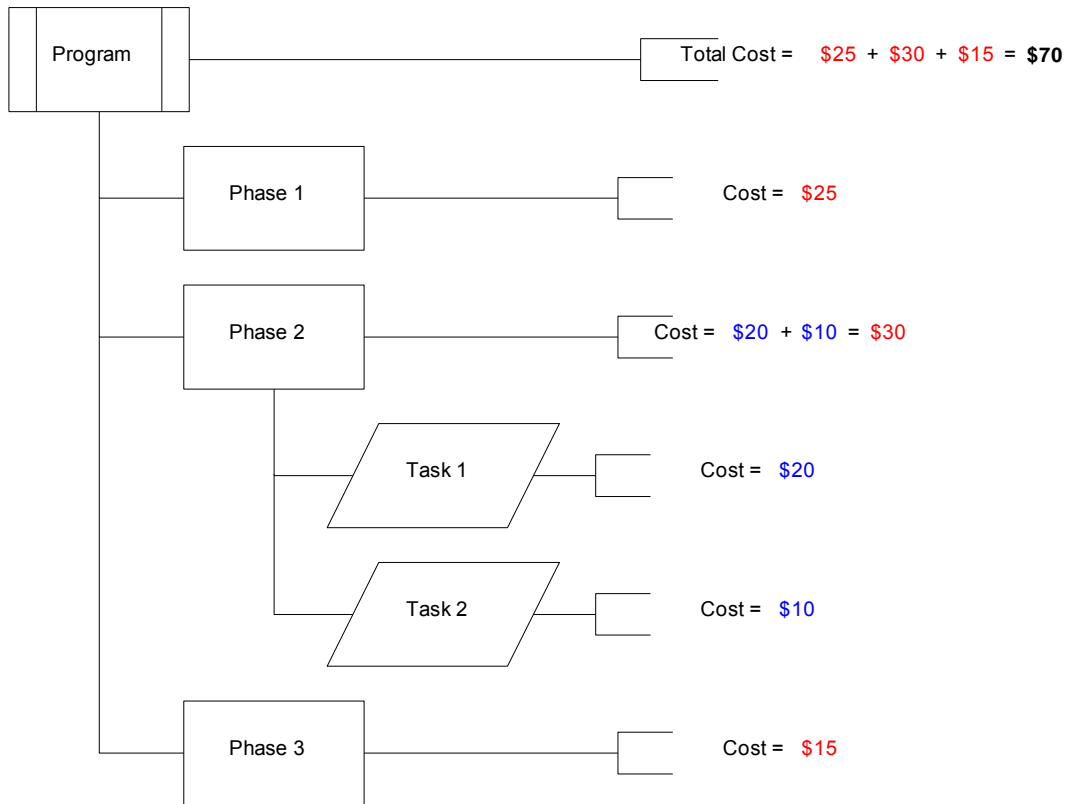 Program Total Cost = $25 + $30 + $15 = $70
Phase 1 Cost = $25
Phase 2 Cost = $20 + $10 = $30
Task 1 Cost = $20
Task 2 Cost = $10
Phase 3 Cost = $15